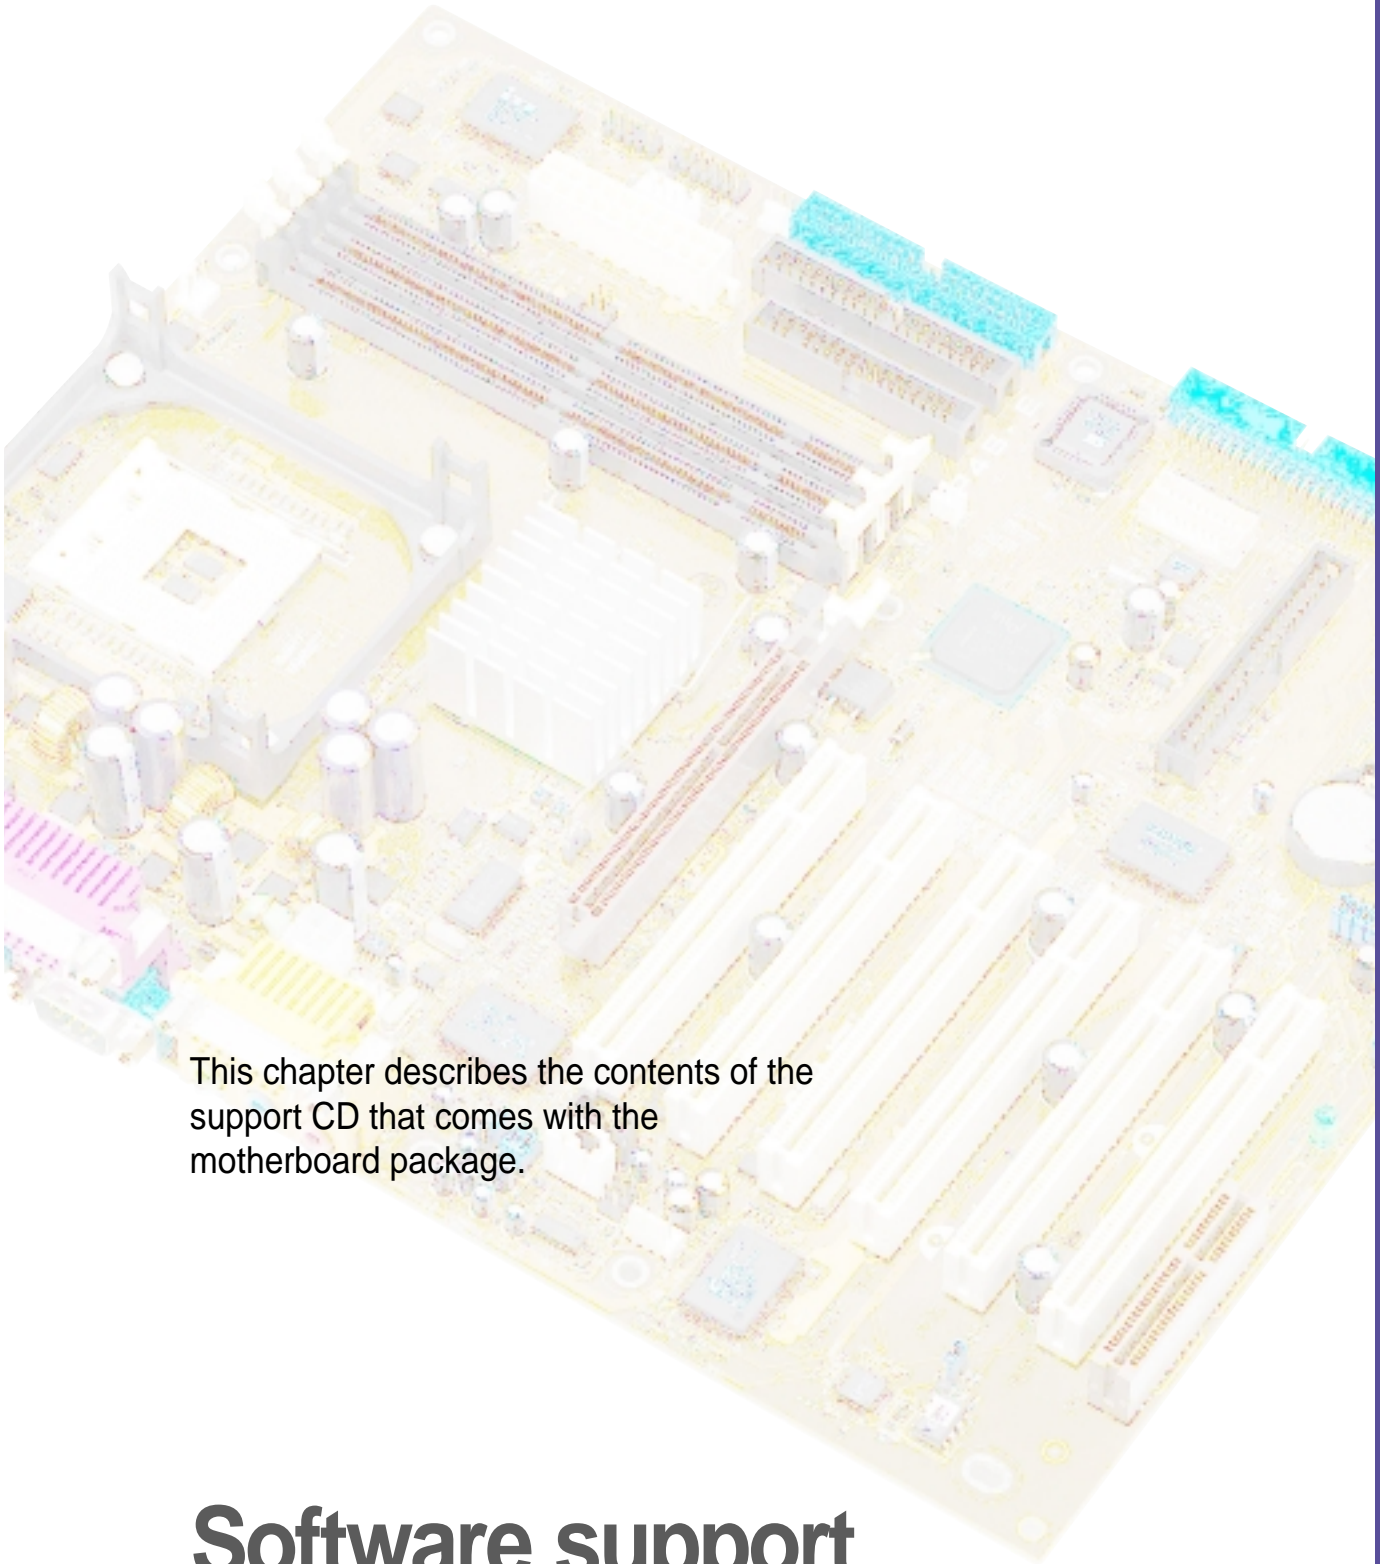 This chapter describes the contents of the
support CD that comes with the
motherboard package.
Software support